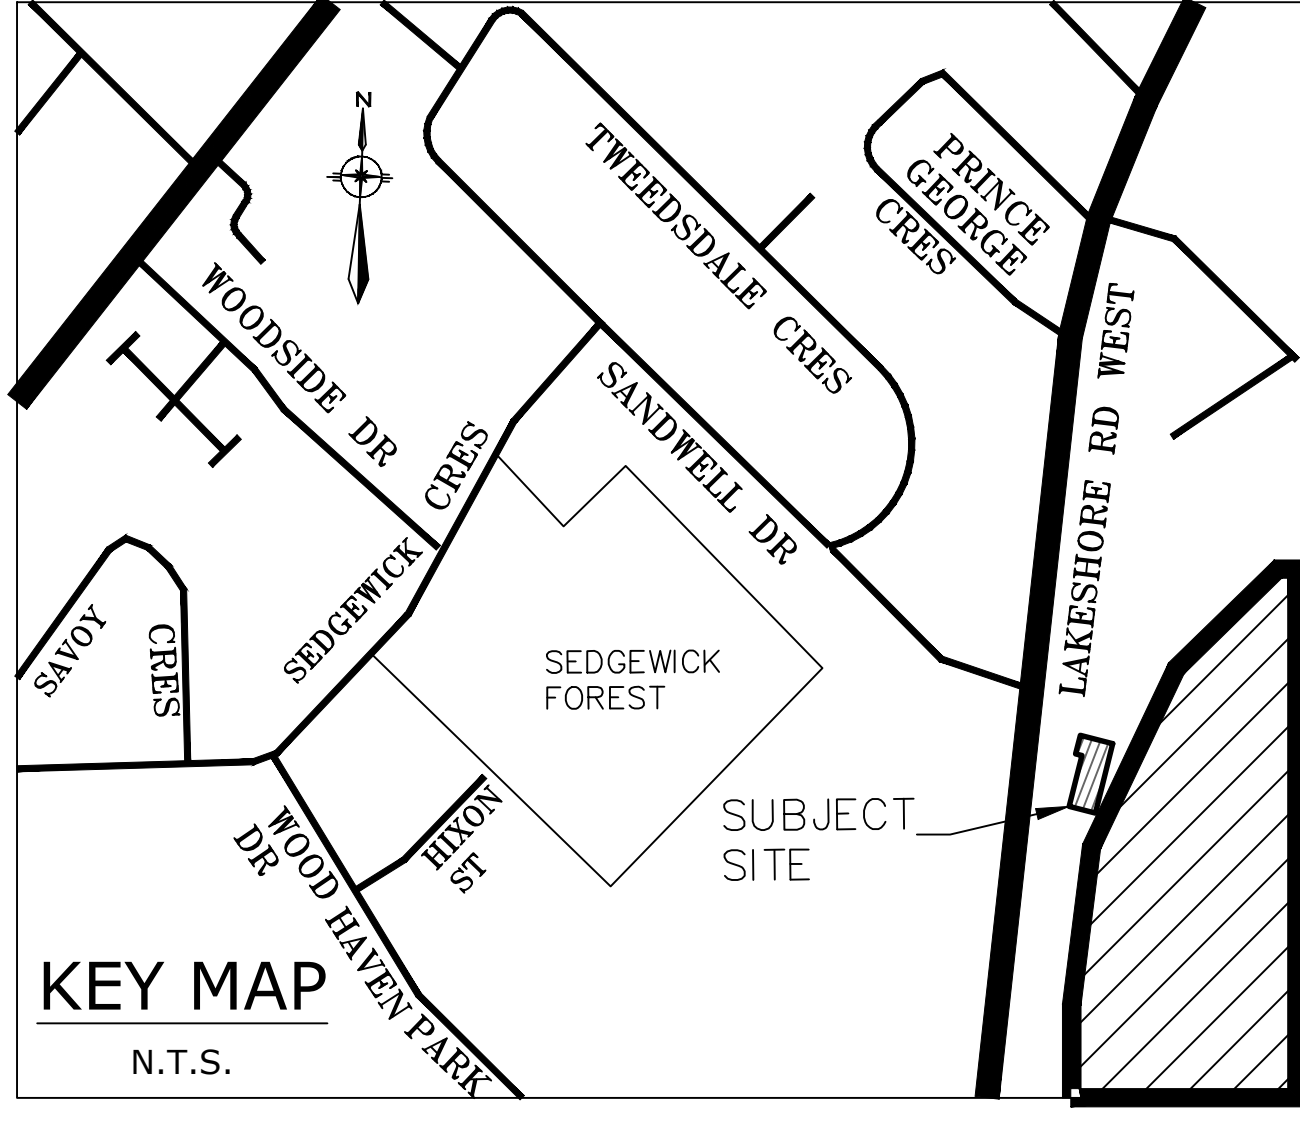 N
TWEEDSDALE CRES
PRINCE
GEORGE
CRES
WOODSIDE DR
SANDWELL DR
LAKESHORE RD WEST
SEDGEWICK CRES
SAVOY
CRES
SEDGEWICK
FOREST
HIXON
ST
SUBJECT
SITE
WOOD HAVEN PARK
DR
KEY MAP
N.T.S.